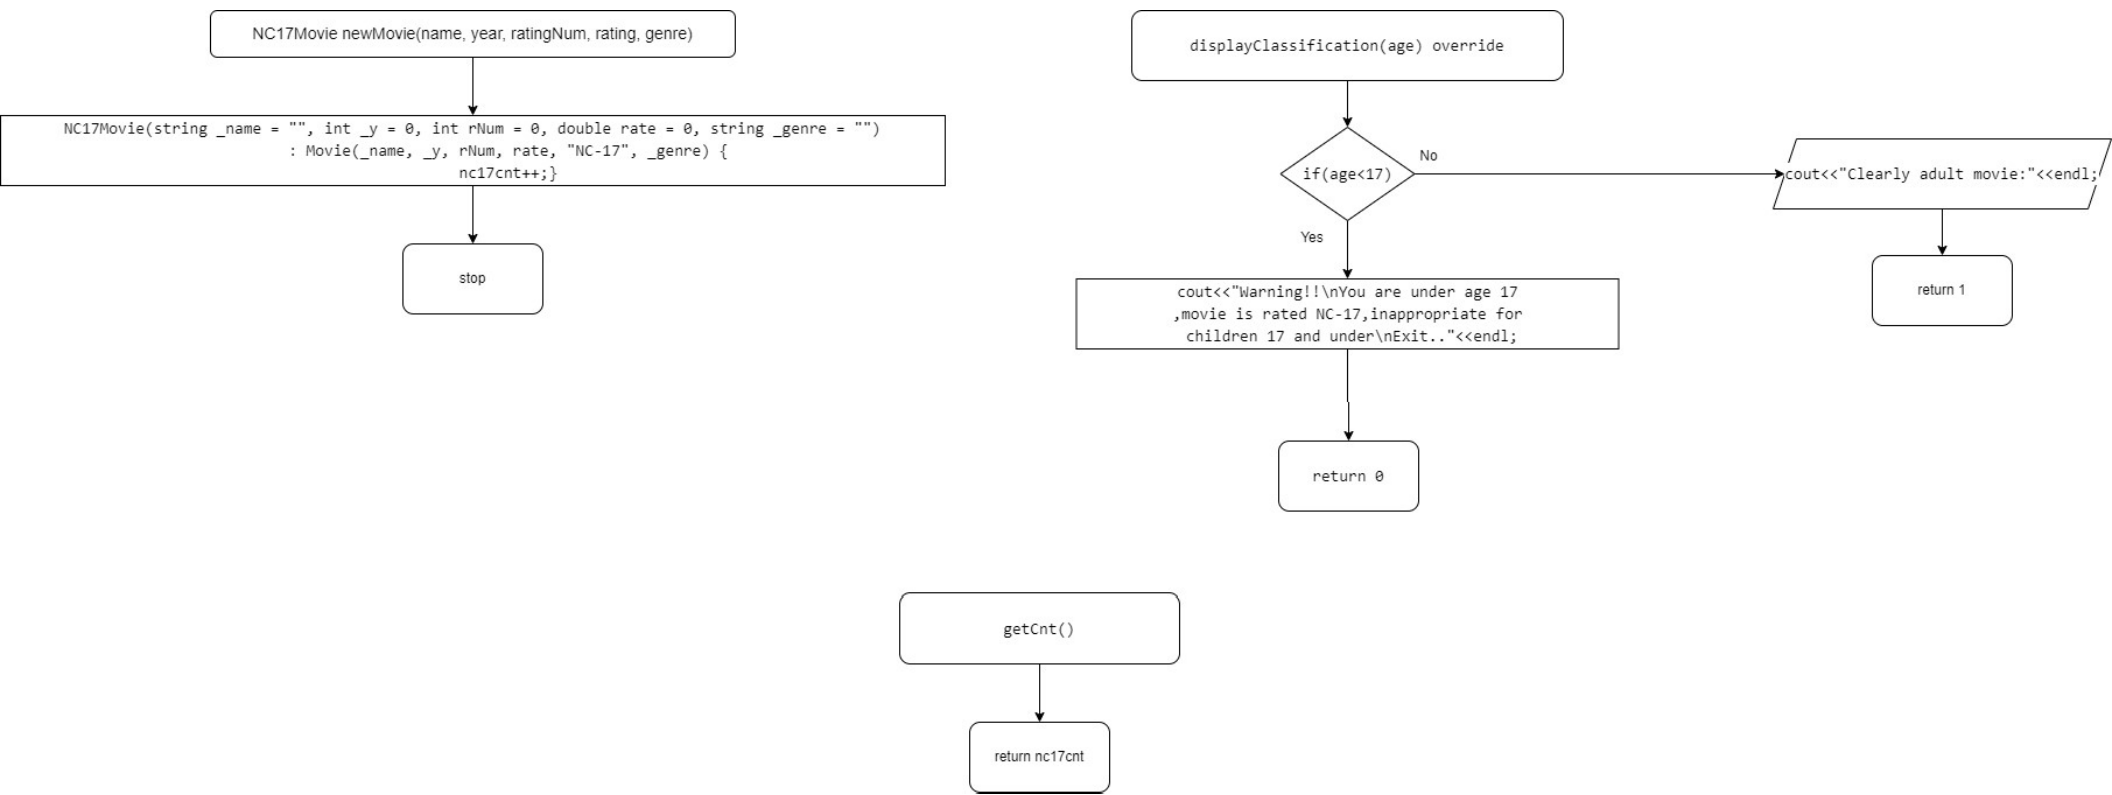 NC17Movie newMovie(name, year, ratingNum, rating, genre)
NC17Movie(string _name = "", int _y = 0, int rNum = 0, double rate = 0, string _genre = "")
: Movie(_name, _y, rNum, rate, "NC-17", _genre) {
nc17cnt++;}
stop
displayClassification(age) override
if(age<17)
No
cout<<"Clearly adult movie:"<<endl;
return 1
Yes
cout<<"Warning!!\nYou are under age 17
,movie is rated NC-17,inappropriate for
children 17 and under\nExit.."<<endl;
return 0
getCnt()
return nc17cnt